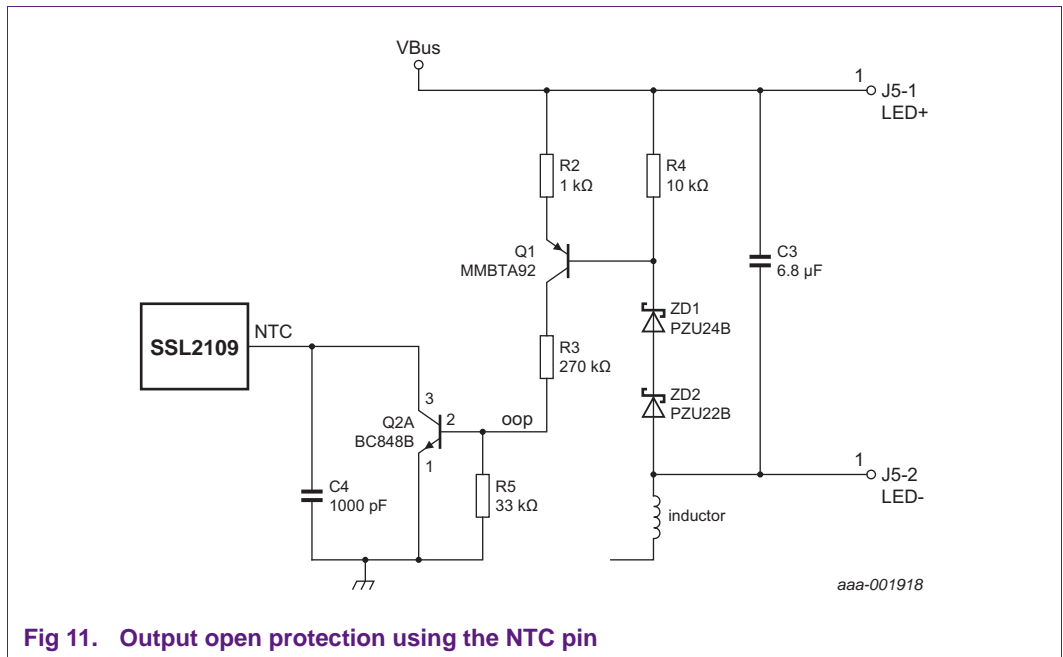 VBus
1
J5-1
LED+
R2
1 kΩ
R4
10 kΩ
Q1
MMBTA92
C3
6.8 µF
ZD1
PZU24B
SSL2109
NTC
R3
270 kΩ
ZD2
PZU22B
3
Q2A
BC848B
2
oop
1
1
J5-2
LED-
C4
1000 pF
R5
33 kΩ
inductor
aaa-001918
Fig 11. Output open protection using the NTC pin